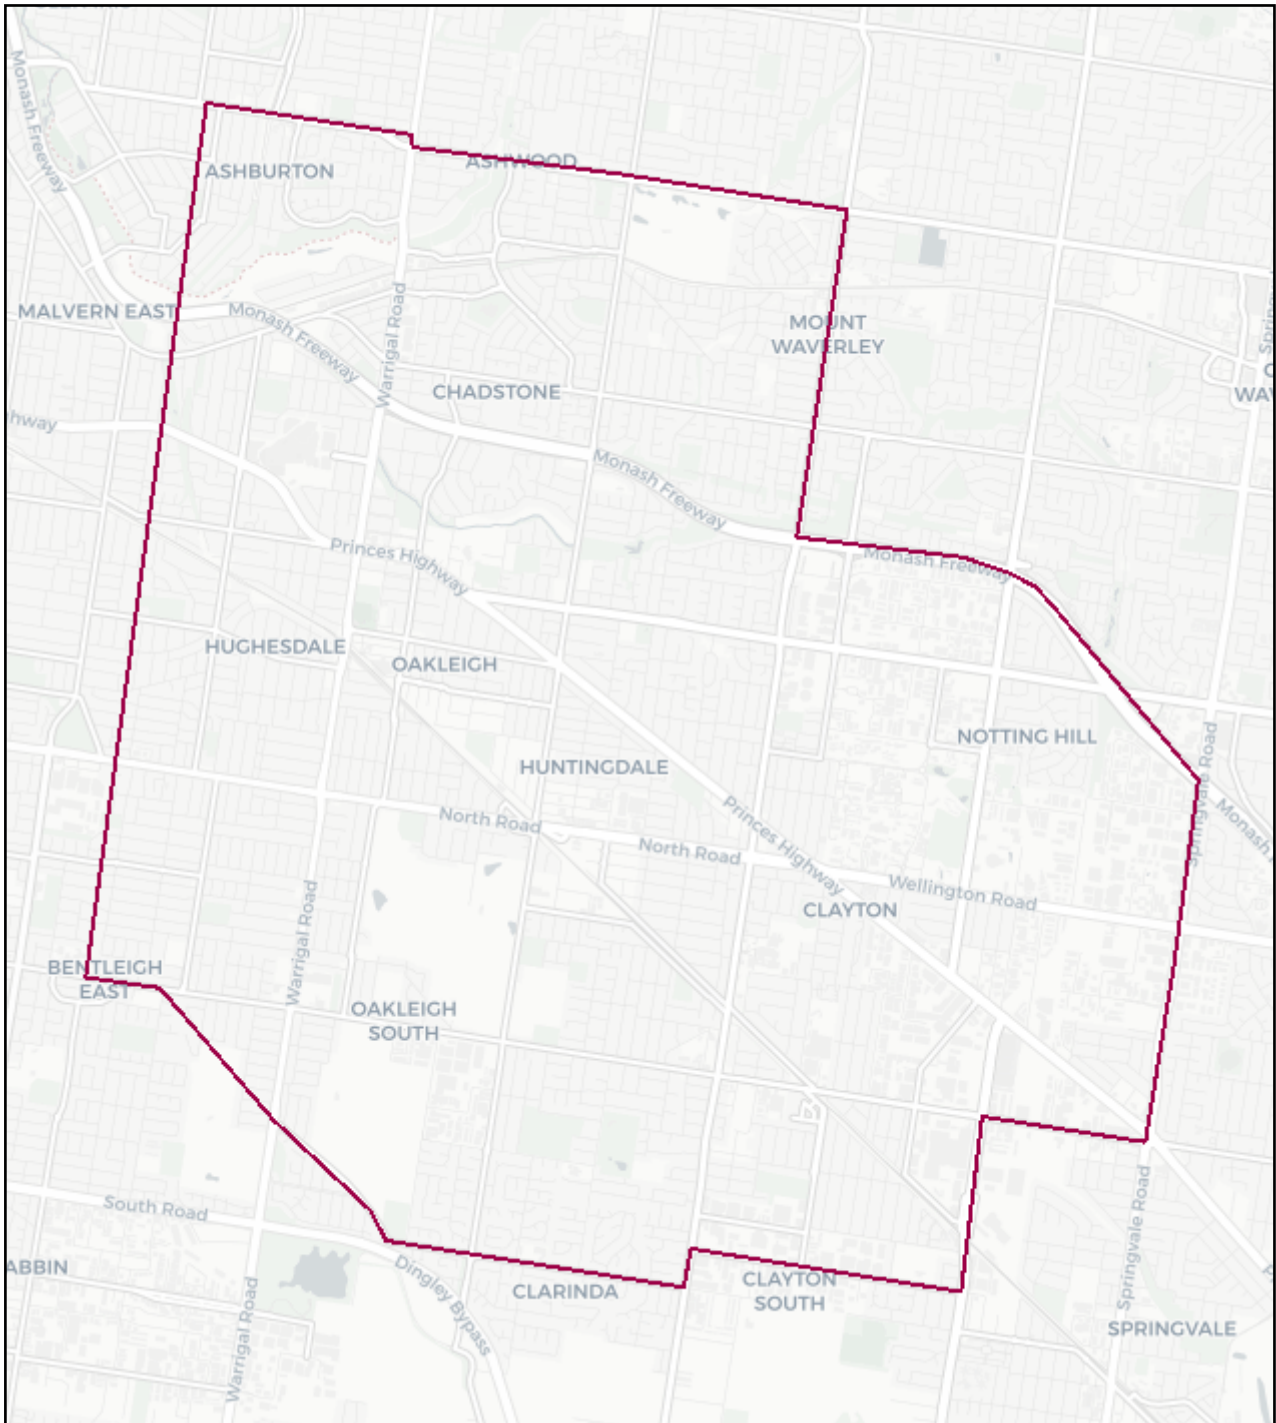 Monash Freeway
ASHBURTON
ASHWOOD
MALVERN EAST
Monash Freeway
Warrigal Road
MOUNT
WAVERLEY
CHADSTONE
hway
Monash Freeway
Princes Highway
Monash Freeway
HUGHESDALE
OAKLEIGH
NOTTING HILL
Springvale Road
HUNTINGDALE
North Road
North Road
Princes Highway
Wellington Road
CLAYTON
Monash
Warrigal Road
BENTLEIGH
EAST
OAKLEIGH
SOUTH
South Road
Springvale Road
ABBIN
Dingley Bypass
CLARINDA
CLAYTON
SOUTH
Warrigal Road
SPRINGVALE